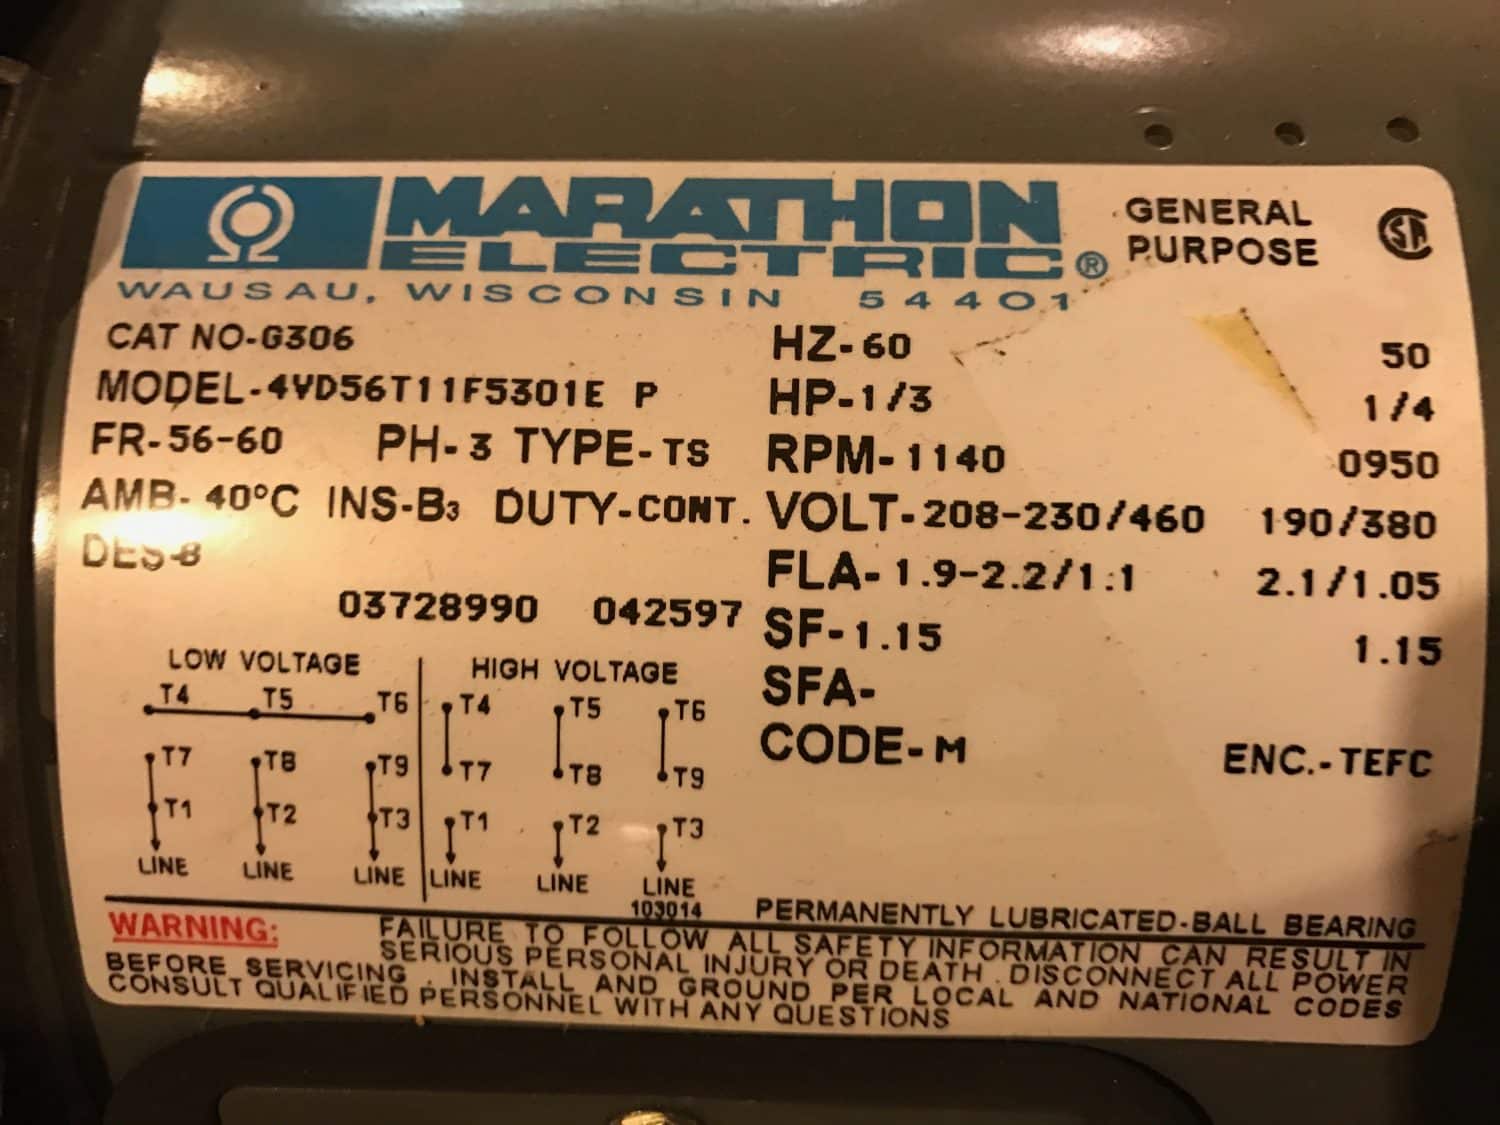 MARATHON
ELECTRIC®
WAUSAU, WISCONSIN 54401
GENERAL
PURPOSE
CAT NO-G306
MODEL-4VD56T11F5301E P
FR-56-60 PH-3 TYPE-TS
AMB-40°C INS-B3 DUTY-CONT.
DES-B
03728990 042597
HZ-60 50
HP-1/3 1/4
RPM-1140 0950
VOLT-208-230/460 190/380
FLA-1.9-2.2/1.1 2.1/1.05
SF-1.15 1.15
SFA-
CODE-M ENC.-TEFC
LOW VOLTAGE HIGH VOLTAGE
T4 T5 T6 T4 T5 T6
T7 T8 T9 T7 T8 T9
T1 T2 T3 T1 T2 T3
LINE LINE LINE LINE LINE LINE
103014
PERMANENTLY LUBRICATED-BALL BEARING
WARNING: FAILURE TO FOLLOW ALL SAFETY INFORMATION CAN RESULT IN
SERIOUS PERSONAL INJURY OR DEATH. DISCONNECT ALL POWER
BEFORE SERVICING. INSTALL AND GROUND PER LOCAL AND NATIONAL CODES
CONSULT QUALIFIED PERSONNEL WITH ANY QUESTIONS